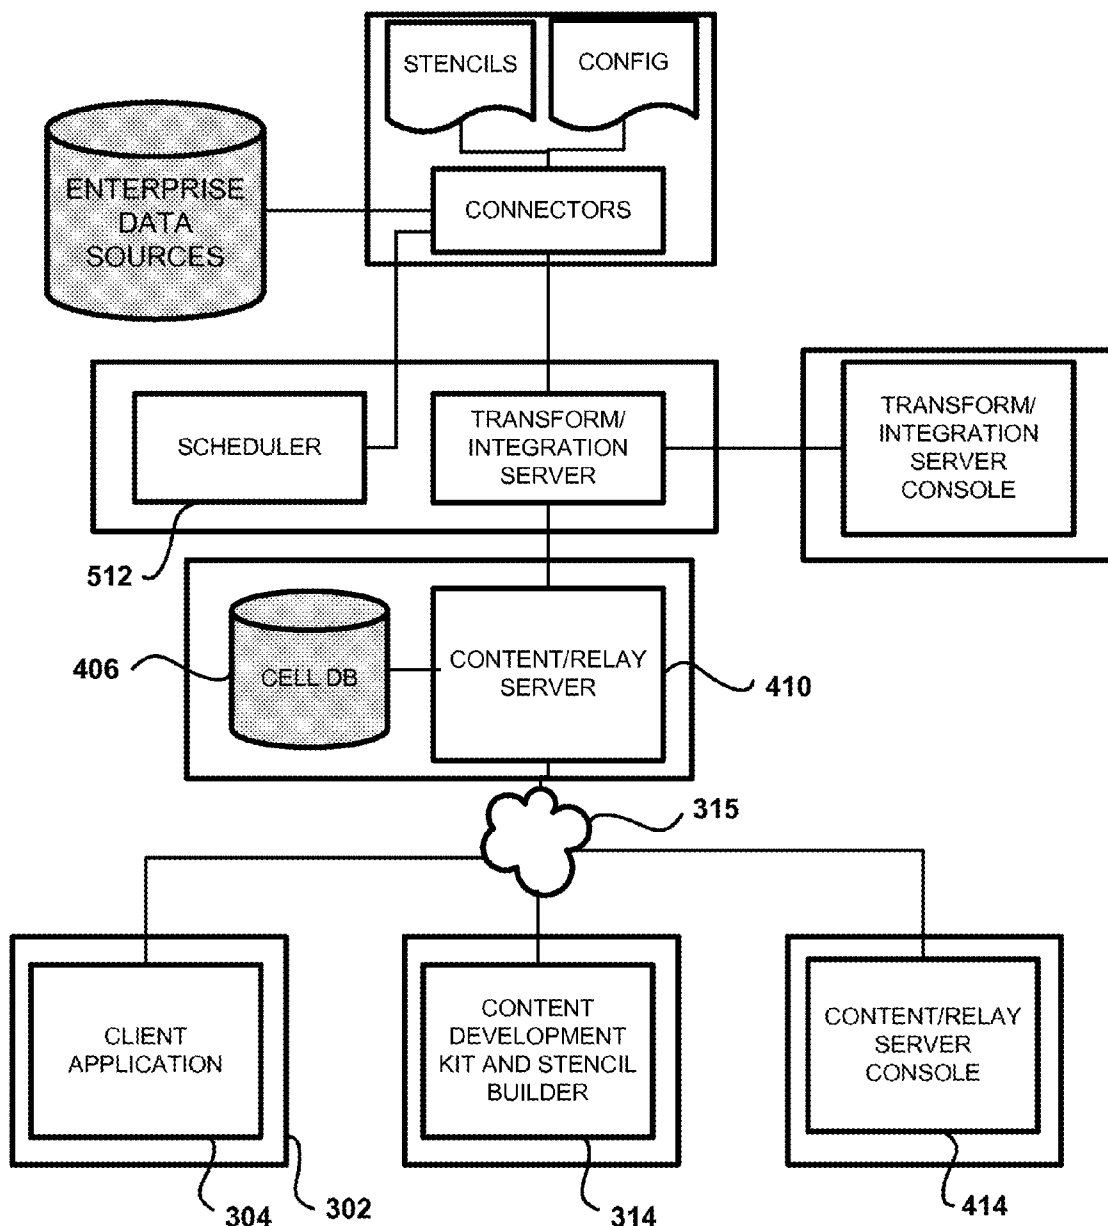 STENCILS
CONFIG
ENTERPRISE
DATA
SOURCES
CONNECTORS
SCHEDULER
TRANSFORM/
INTEGRATION
SERVER
TRANSFORM/
INTEGRATION
SERVER
CONSOLE
512
406
CELL DB
CONTENT/RELAY
SERVER
410
315
CLIENT
APPLICATION
CONTENT
DEVELOPMENT
KIT AND STENCIL
BUILDER
CONTENT/RELAY
SERVER
CONSOLE
304
302
314
414